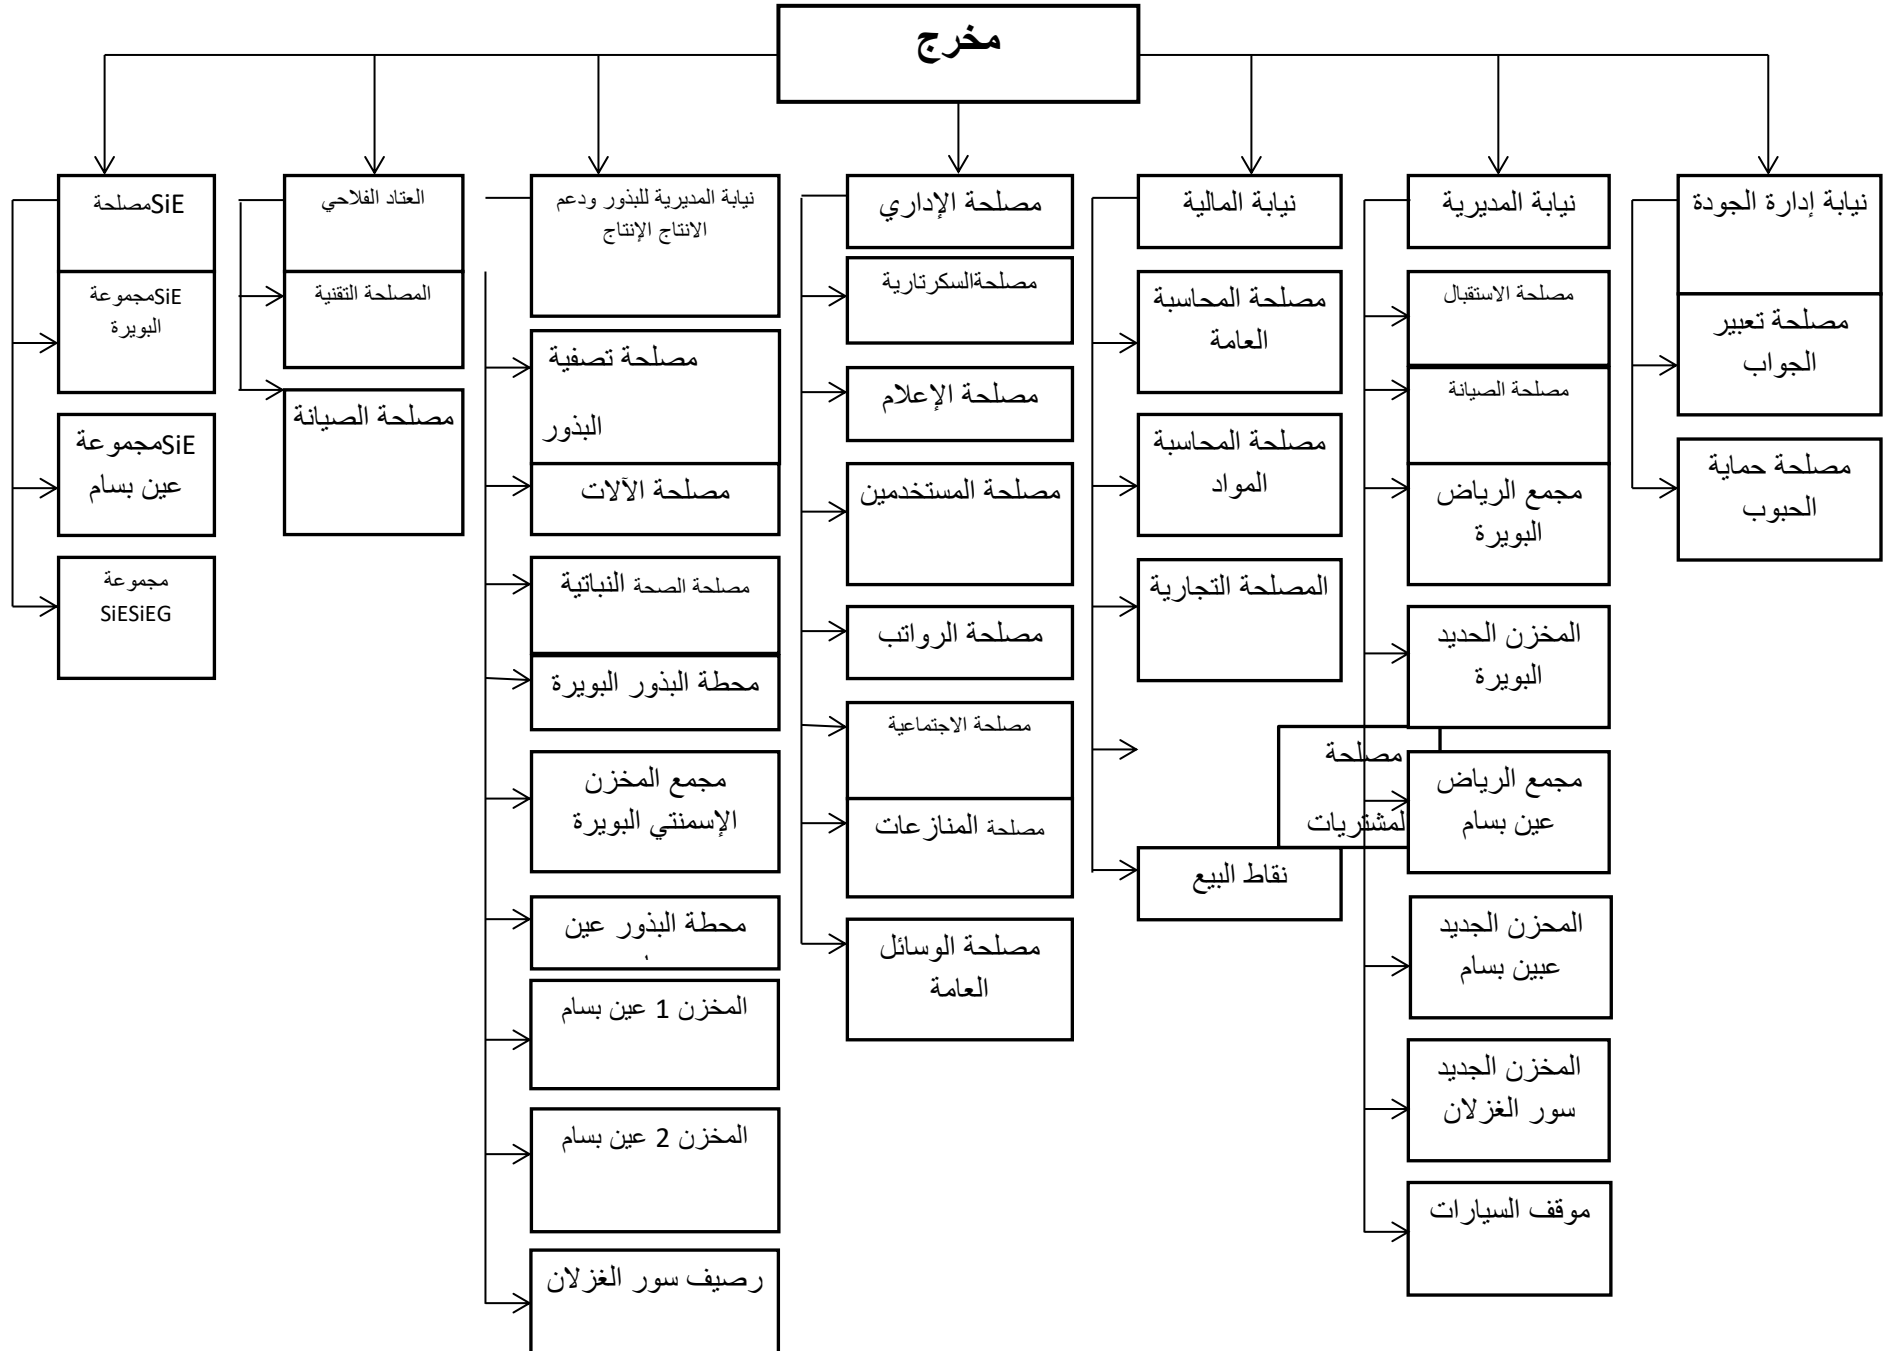 مخرج
نيابة إدارة الجودة
مصلحة تعبير
الجواب
مصلحة حماية
الحبوب
نيابة المديرية
مصلحة الاستقبال
مصلحة الصيانة
مجمع الرياض
البويرة
المخزن الحديد
البويرة
مجمع الرياض
عين بسام
المحزن الجديد
عبين بسام
المخزن الجديد
سور الغزلان
موقف السيارات
نيابة المالية
مصلحة المحاسبة
العامة
مصلحة المحاسبة
المواد
المصلحة التجارية
مصلحة
لمشتريات
نقاط البيع
مصلحة الإداري
مصلحةالسكرتارية
مصلحة الإعلام
مصلحة المستخدمين
مصلحة الرواتب
مصلحة الاجتماعية
مصلحة المنازعات
مصلحة الوسائل
العامة
نيابة المديرية للبذور ودعم
الانتاج الإنتاج
مصلحة تصفية
البذور
مصلحة الآلات
مصلحة الصحة النباتية
محطة البذور البويرة
مجمع المخزن
الإسمنتي البويرة
محطة البذور عين
المخزن 1 عين بسام
المخزن 2 عين بسام
رصيف سور الغزلان
العتاد الفلاحي
المصلحة التقنية
مصلحة الصيانة
SiEمصلحة
SiEمجموعة
البويرة
SiEمجموعة
عين بسام
مجموعة
SiESiEG